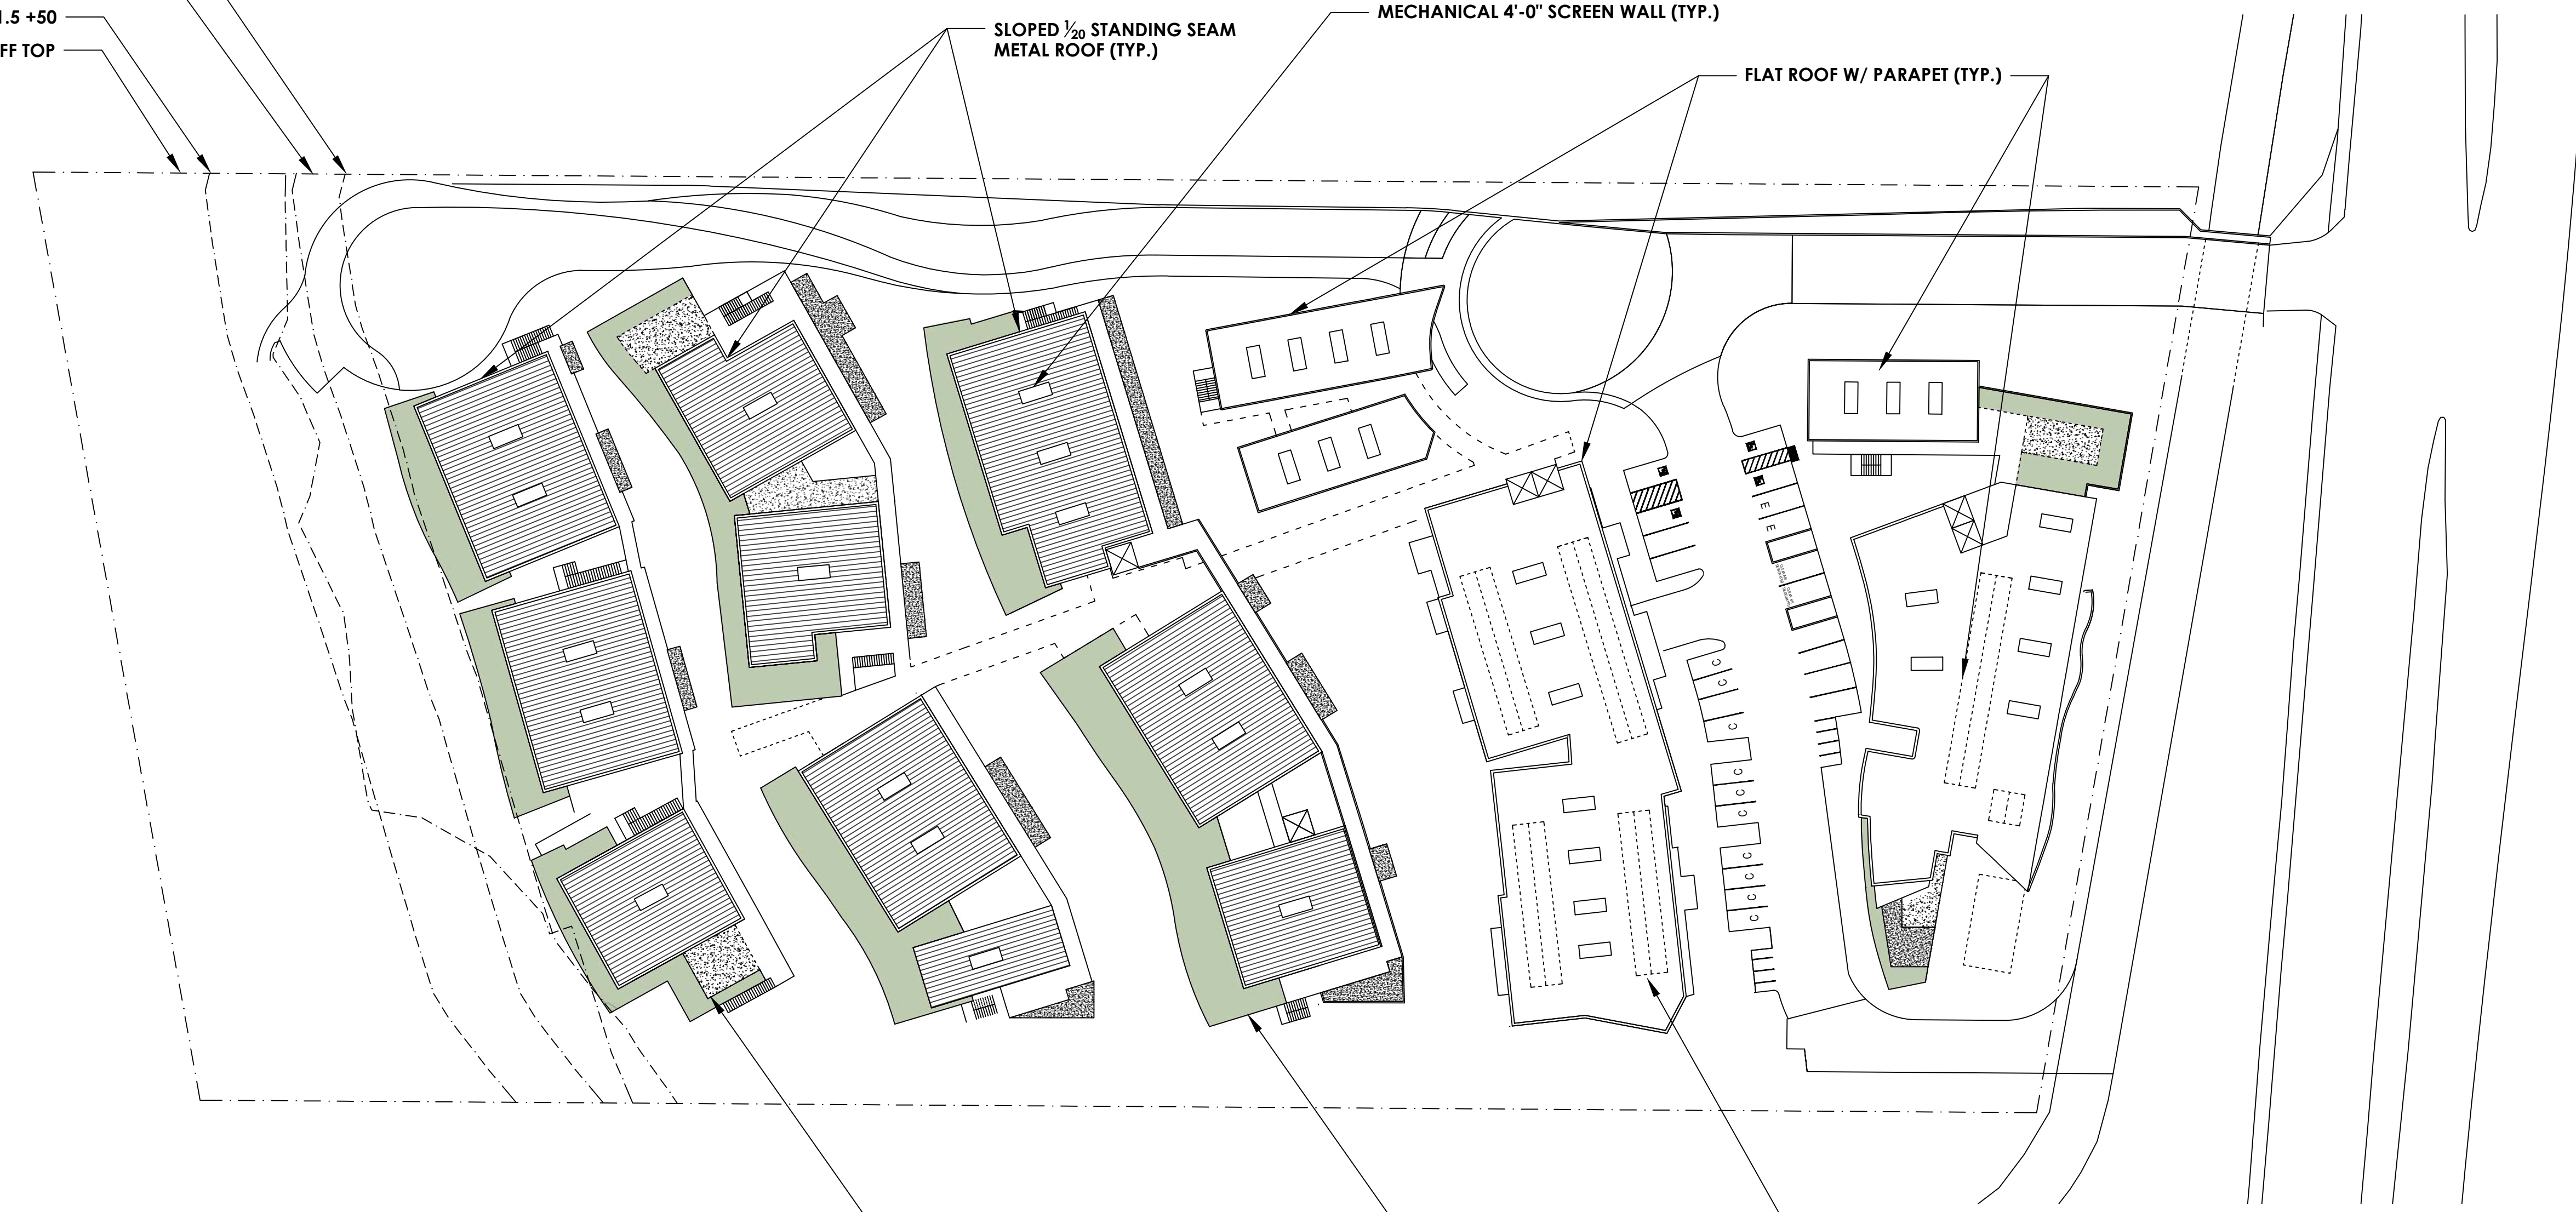 1.5 +50
FF TOP
SLOPED 1/20 STANDING SEAM
METAL ROOF (TYP.)
MECHANICAL 4'-0" SCREEN WALL (TYP.)
FLAT ROOF W/ PARAPET (TYP.)
E
E
C
C
C
C
C
C
C
C
C
C
C